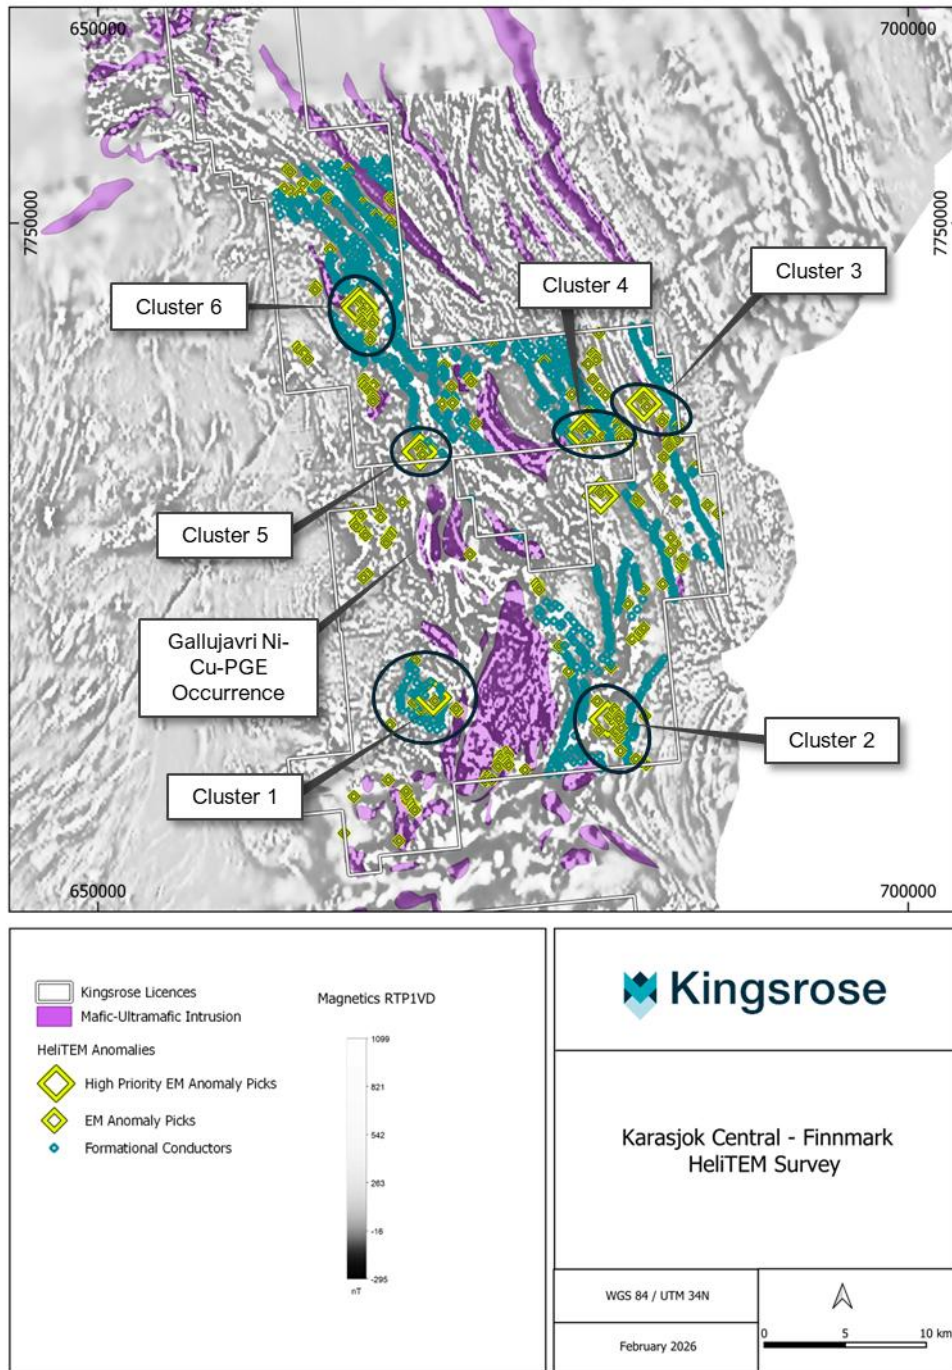 650000
700000
7750000
7750000
Cluster 3
Cluster 4
Cluster 6
Cluster 5
Gallujavri Ni-
Cu-PGE
Occurrence
Cluster 2
Cluster 1
650000
700000
Kingsrose Licences
Mafic-Ultramafic Intrusion
HeliTEM Anomalies
High Priority EM Anomaly Picks
EM Anomaly Picks
Formational Conductors
Magnetics RTP1VD
1099
821
542
263
-16
-295
nT
Kingsrose
Karasjok Central - Finnmark
HeliTEM Survey
WGS 84 / UTM 34N
February 2026
0 5 10 km